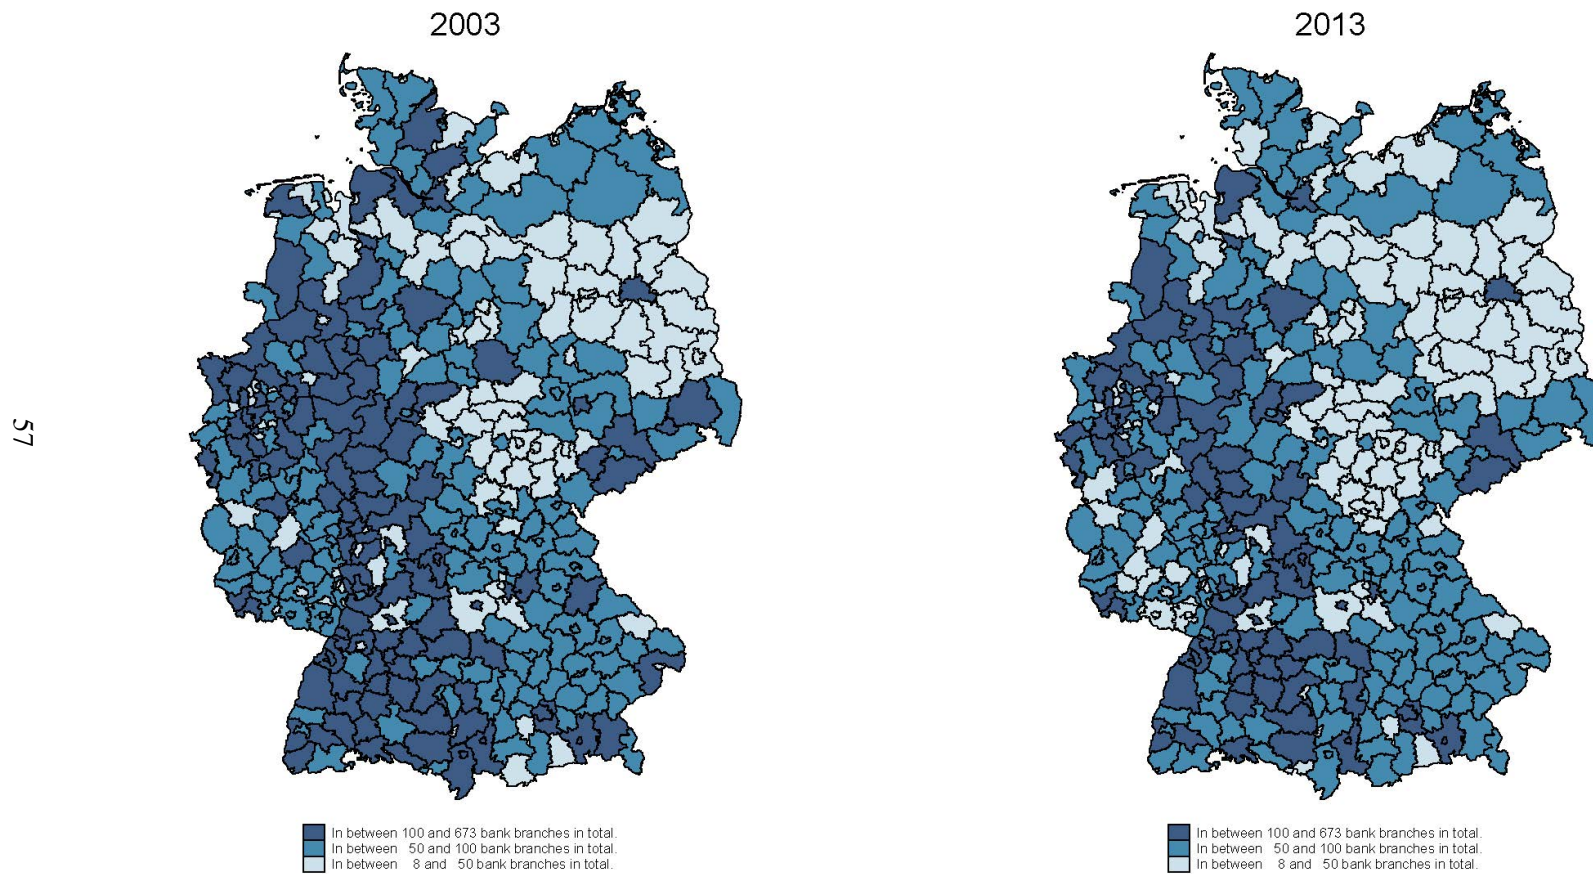 2003
2013
57
In between 100 and 673 bank branches in total.
In between 50 and 100 bank branches in total.
In between 8 and 50 bank branches in total.
In between 100 and 673 bank branches in total.
In between 50 and 100 bank branches in total.
In between 8 and 50 bank branches in total.